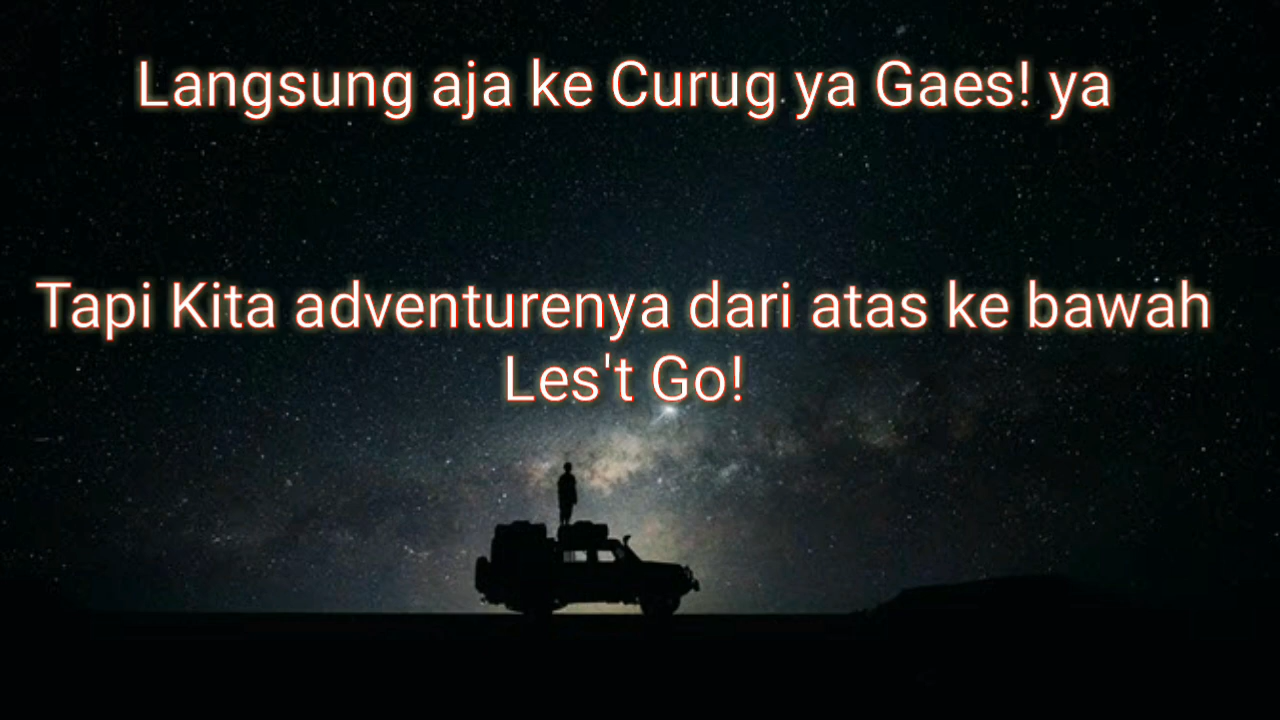 Langsung aja ke Curug ya Gaes! ya
Tapi Kita adventurenya dari atas ke bawah
Les't Go!